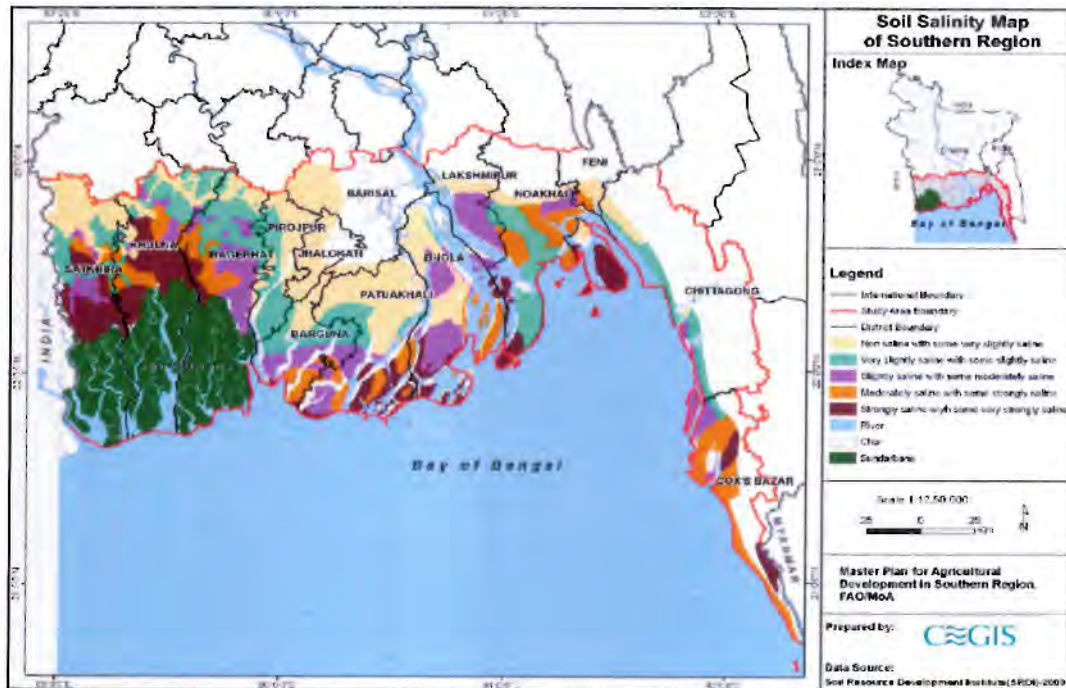 Soil Salinity Map
of Southern Region
Index Map
Bay of Bengal
Legend
International Boundary
Study Area Boundary
District Boundary
Non saline with some very slightly saline
Very slightly saline with some slightly saline
Slightly saline with some moderately saline
Moderately saline with some strongly saline
Strongly saline wiyh some very strongly saline
River
Char
Sundarbans
Scale 1:12,50,000
25 0 25
N
Master Plan for Agricultural
Development in Southern Region.
FAO/MoA
Prepared by:
CEGIS
Data Source:
Soil Resource Development Institute(SRDI)-2009
FENI
LAKSHMIPUR
NOAKHALI
BARISAL
PIROJPUR
KHULNA
BAGERHAT
JHALOKATI
BHOLA
SATKHIRA
PATUAKHALI
CHITTAGONG
BARGUNA
INDIA
Bay of Bengal
COX'S BAZAR
MYANMAR